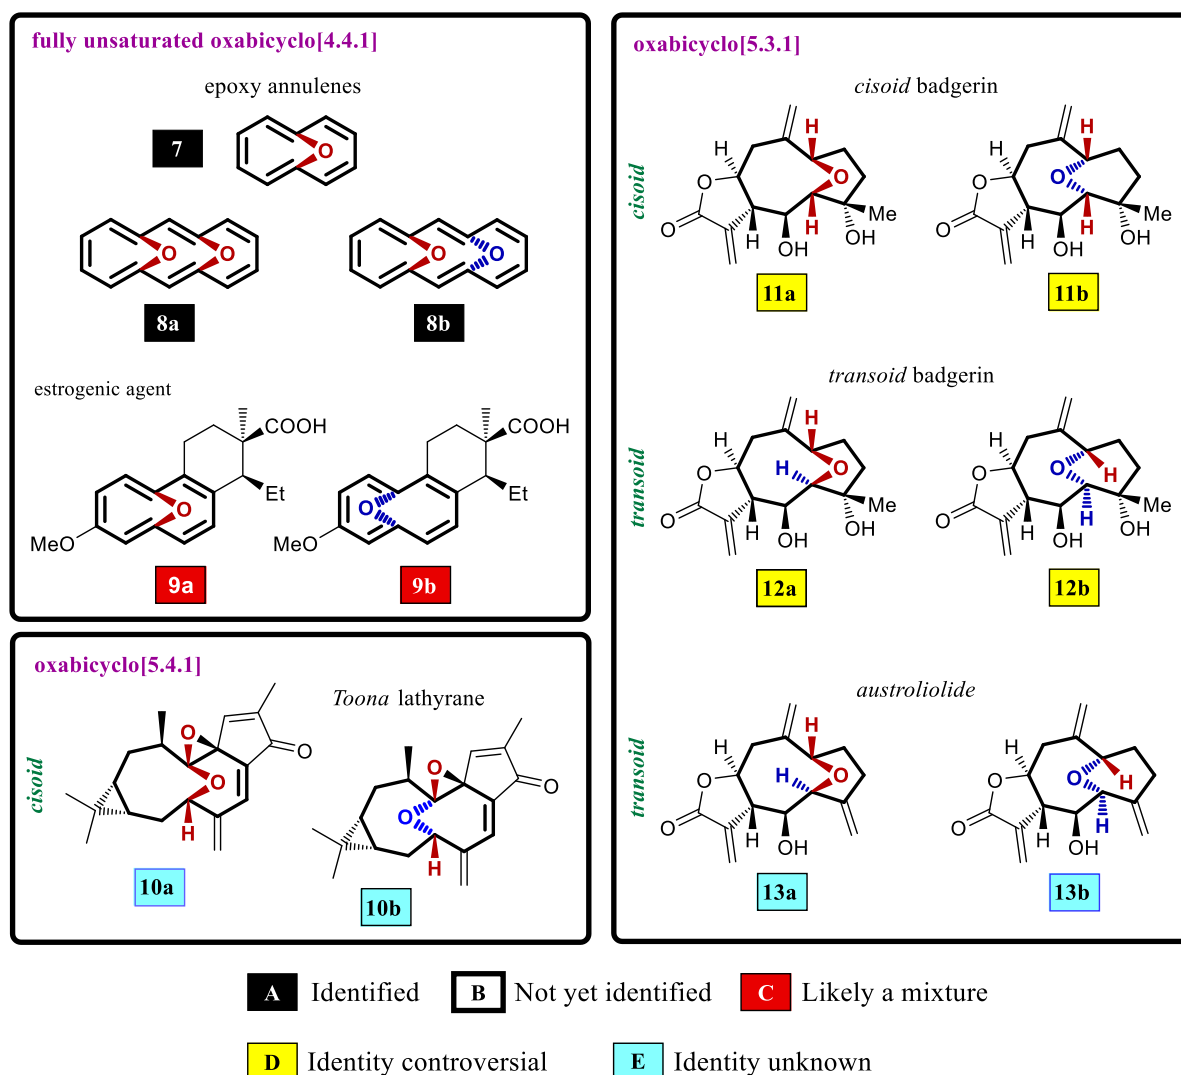 fully unsaturated oxabicyclo[4.4.1]
epoxy annulenes
7
O
O
O
8a
O
O
8b
estrogenic agent
COOH
Et
O
MeO
9a
COOH
Et
O
MeO
9b
oxabicyclo[5.4.1]
Toona lathyrane
cisoid
O
O
O
H
10a
O
O
O
H
10b
oxabicyclo[5.3.1]
cisoid badgerin
cisoid
H
H
O
O
O
H
OH
H
Me
OH
11a
H
H
O
O
O
H
OH
H
Me
OH
11b
transoid badgerin
transoid
H
H
H
O
O
O
H
OH
Me
OH
12a
H
O
H
O
O
H
OH
H
Me
OH
12b
austroliolide
transoid
H
H
H
O
O
O
H
OH
13a
H
O
H
O
O
H
OH
H
13b
A Identified
B Not yet identified
C Likely a mixture
D Identity controversial
E Identity unknown